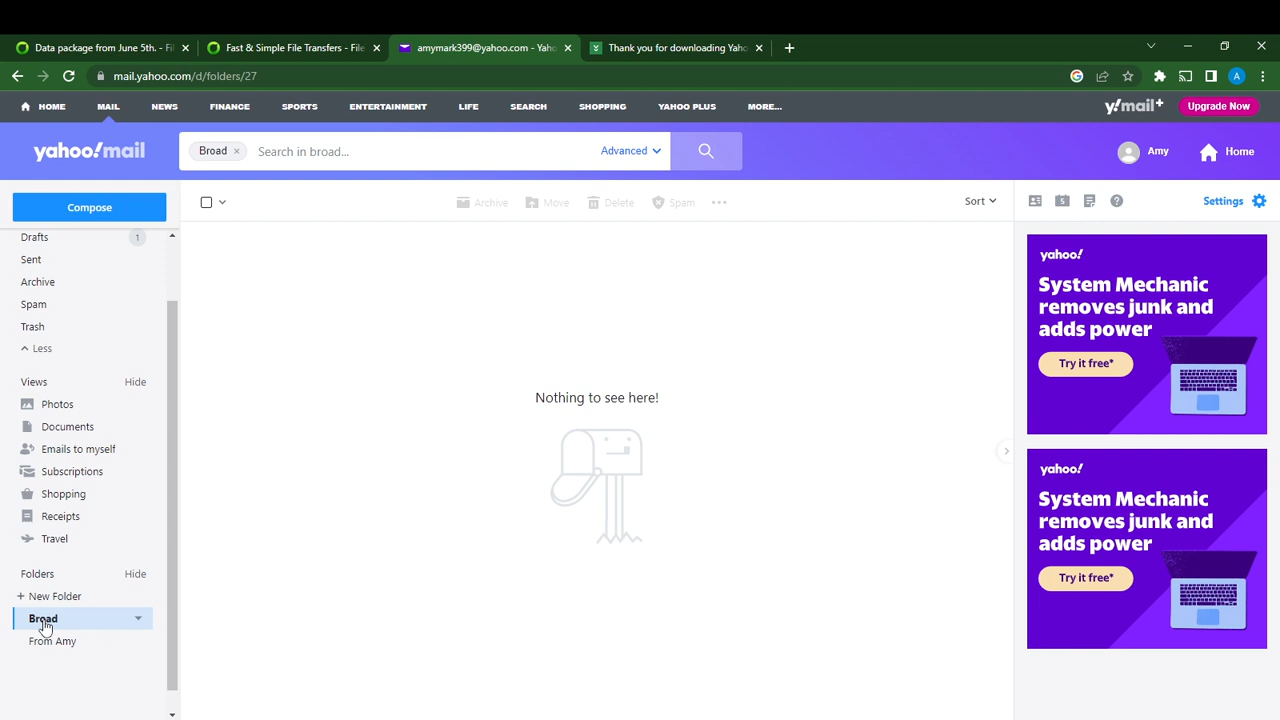 Data package from June 5th. - Fil
Fast & Simple File Transfers - File
amymark399@yahoo.com - Yaho
Thank you for downloading Yaho
mail.yahoo.com/d/folders/27
A
HOME
MAIL
NEWS
FINANCE
SPORTS
ENTERTAINMENT
LIFE
SEARCH
SHOPPING
YAHOO PLUS
MORE...
y!mail+
Upgrade Now
yahoo!mail
Broad
Search in broad...
Advanced
Amy
Home
Compose
Archive
Move
Delete
Spam
Sort
Settings
Drafts
1
Sent
Archive
Spam
Trash
Less
Views
Hide
Photos
Documents
Emails to myself
Subscriptions
Shopping
Receipts
Travel
Folders
Hide
+ New Folder
Broad
From Amy
Nothing to see here!
yahoo!
System Mechanic
removes junk and
adds power
Try it free*
yahoo!
System Mechanic
removes junk and
adds power
Try it free*